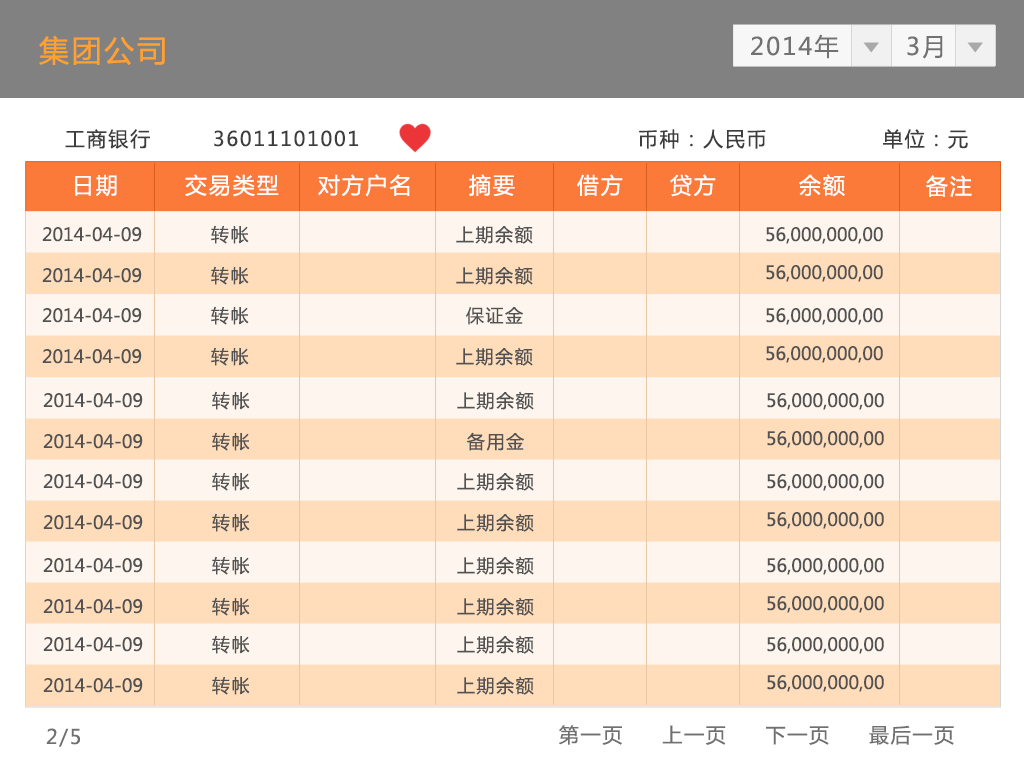 集团公司 2014年 3月
工商银行 36011101001 币种：人民币 单位：元
日期 交易类型 对方户名 摘要 借方 贷方 余额 备注
2014-04-09 转帐 上期余额 56,000,000,00
2014-04-09 转帐 上期余额 56,000,000,00
2014-04-09 转帐 保证金 56,000,000,00
2014-04-09 转帐 上期余额 56,000,000,00
2014-04-09 转帐 上期余额 56,000,000,00
2014-04-09 转帐 备用金 56,000,000,00
2014-04-09 转帐 上期余额 56,000,000,00
2014-04-09 转帐 上期余额 56,000,000,00
2014-04-09 转帐 上期余额 56,000,000,00
2014-04-09 转帐 上期余额 56,000,000,00
2014-04-09 转帐 上期余额 56,000,000,00
2014-04-09 转帐 上期余额 56,000,000,00
2/5 第一页 上一页 下一页 最后一页